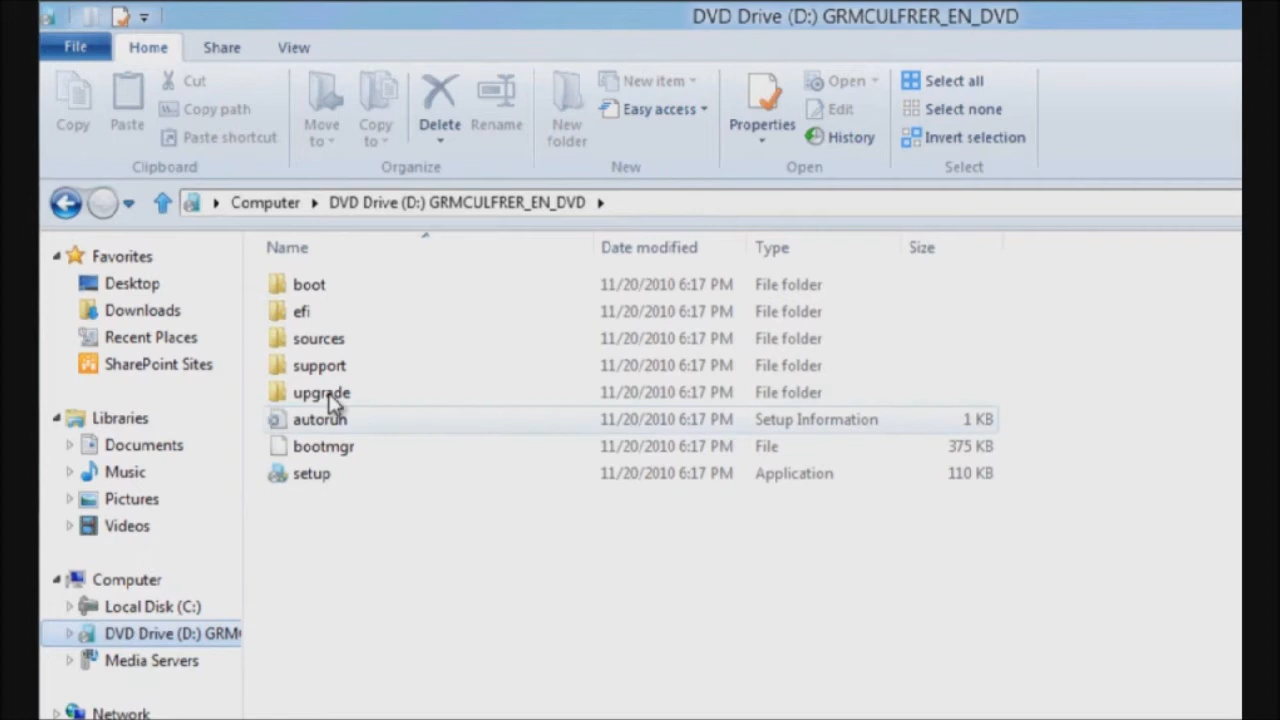 DVD Drive (D:) GRMCULFRER_EN_DVD
File Home Share View
Copy
Paste
Cut
Copy path
Paste shortcut
Clipboard
Move to
Copy to
Delete
Rename
Organize
New folder
New item
Easy access
New
Properties
Open
Edit
History
Open
Select all
Select none
Invert selection
Select
Computer DVD Drive (D:) GRMCULFRER_EN_DVD
Favorites
Desktop
Downloads
Recent Places
SharePoint Sites
Libraries
Documents
Music
Pictures
Videos
Computer
Local Disk (C:)
DVD Drive (D:) GRM
Media Servers
Network
Name Date modified Type Size
boot 11/20/2010 6:17 PM File folder
efi 11/20/2010 6:17 PM File folder
sources 11/20/2010 6:17 PM File folder
support 11/20/2010 6:17 PM File folder
upgrade 11/20/2010 6:17 PM File folder
autorun 11/20/2010 6:17 PM Setup Information 1 KB
bootmgr 11/20/2010 6:17 PM File 375 KB
setup 11/20/2010 6:17 PM Application 110 KB